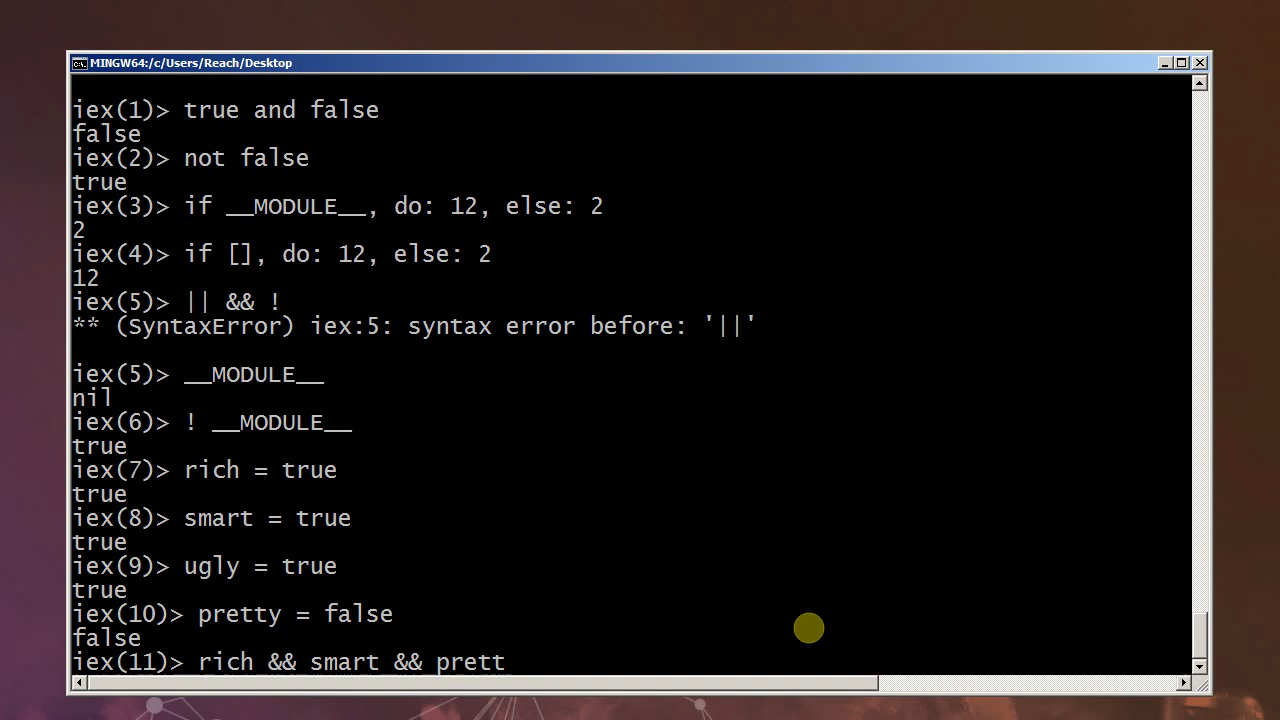 MINGW64:/c/Users/Reach/Desktop
iex(1)> true and false
false
iex(2)> not false
true
iex(3)> if __MODULE__, do: 12, else: 2
2
iex(4)> if [], do: 12, else: 2
12
iex(5)> || && !
** (SyntaxError) iex:5: syntax error before: '||'
iex(5)> __MODULE__
nil
iex(6)> ! __MODULE__
true
iex(7)> rich = true
true
iex(8)> smart = true
true
iex(9)> ugly = true
true
iex(10)> pretty = false
false
iex(11)> rich && smart && prett